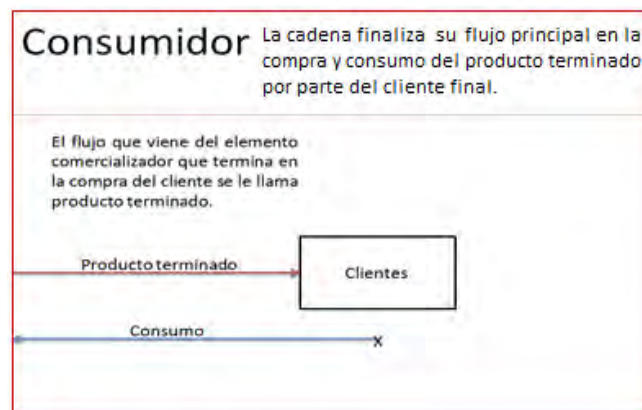 Consumidor
La cadena finaliza su flujo principal en la
compra y consumo del producto terminado
por parte del cliente final.
El flujo que viene del elemento
comercializador que termina en
la compra del cliente se le llama
producto terminado.
Producto terminado
Clientes
Consumo
x